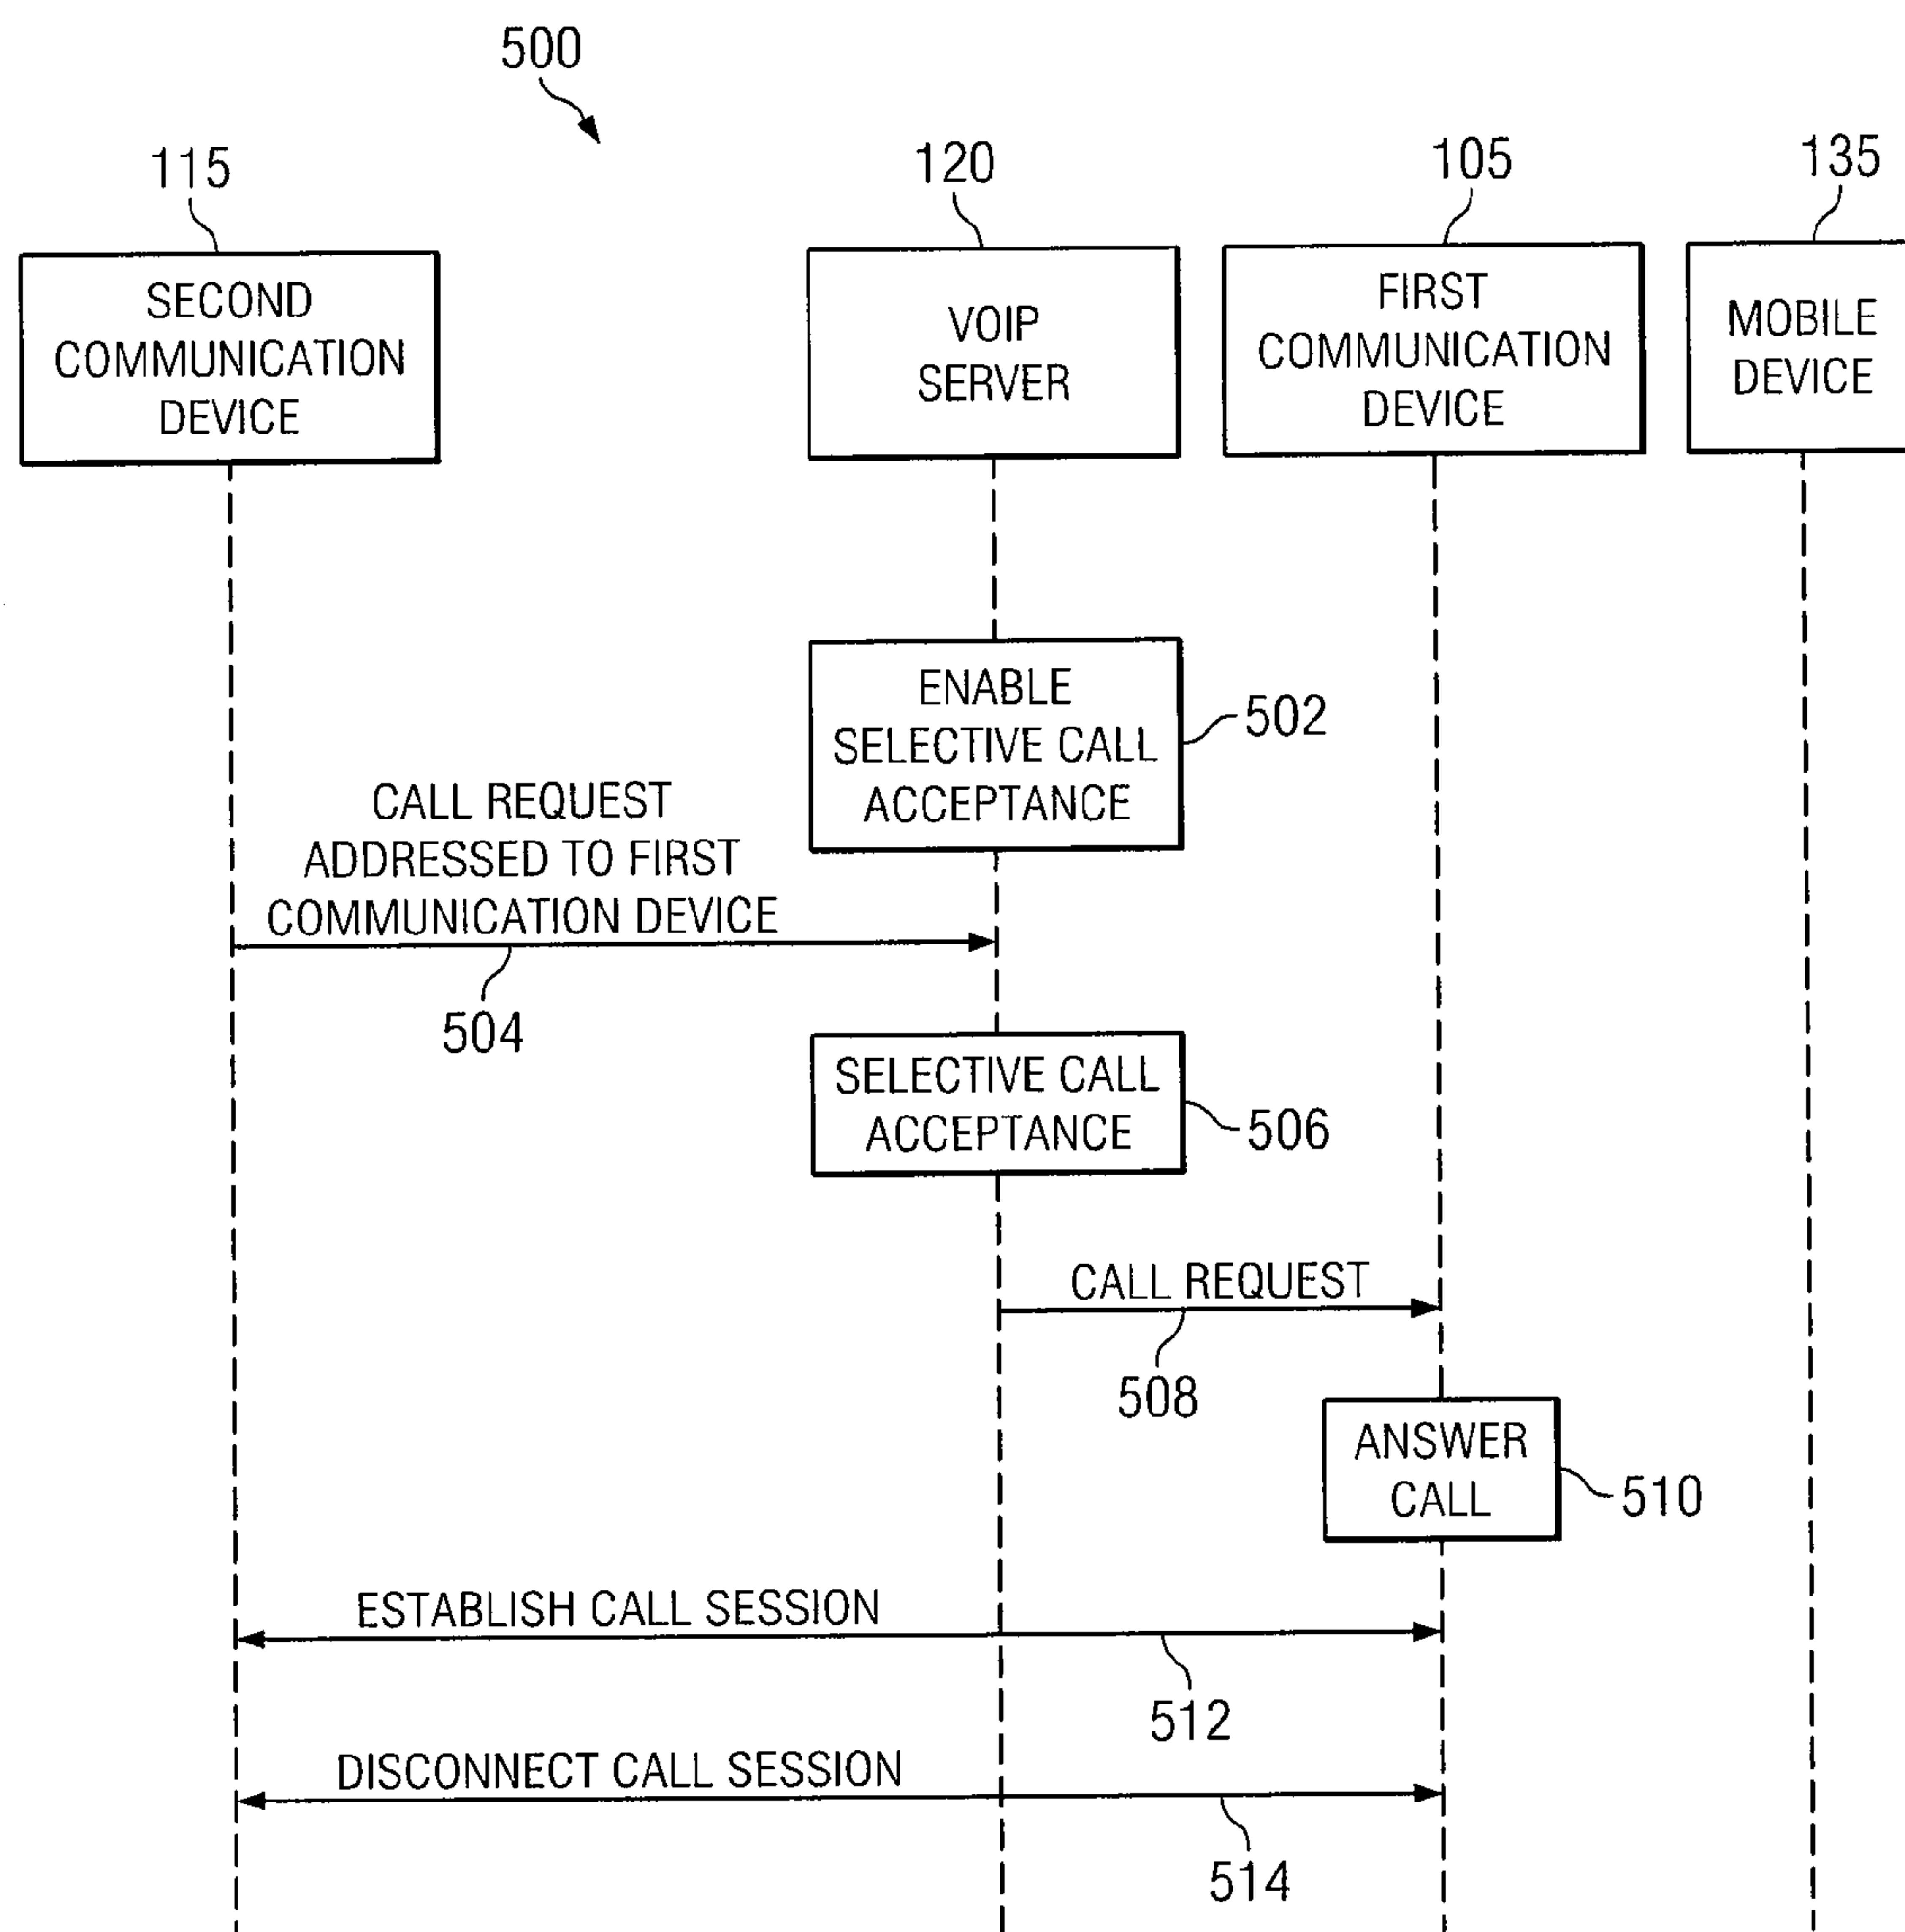 500
115
120
105
135
SECOND
COMMUNICATION
DEVICE
VOIP
SERVER
FIRST
COMMUNICATION
DEVICE
MOBILE
DEVICE
ENABLE
SELECTIVE CALL
ACCEPTANCE
502
CALL REQUEST
ADDRESSED TO FIRST
COMMUNICATION DEVICE
504
SELECTIVE CALL
ACCEPTANCE
506
CALL REQUEST
508
ANSWER
CALL
510
ESTABLISH CALL SESSION
512
DISCONNECT CALL SESSION
514